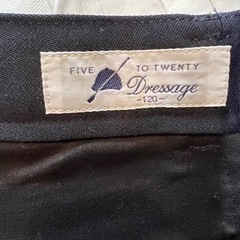 FIVE TO TWENTY
Dressage
-120-